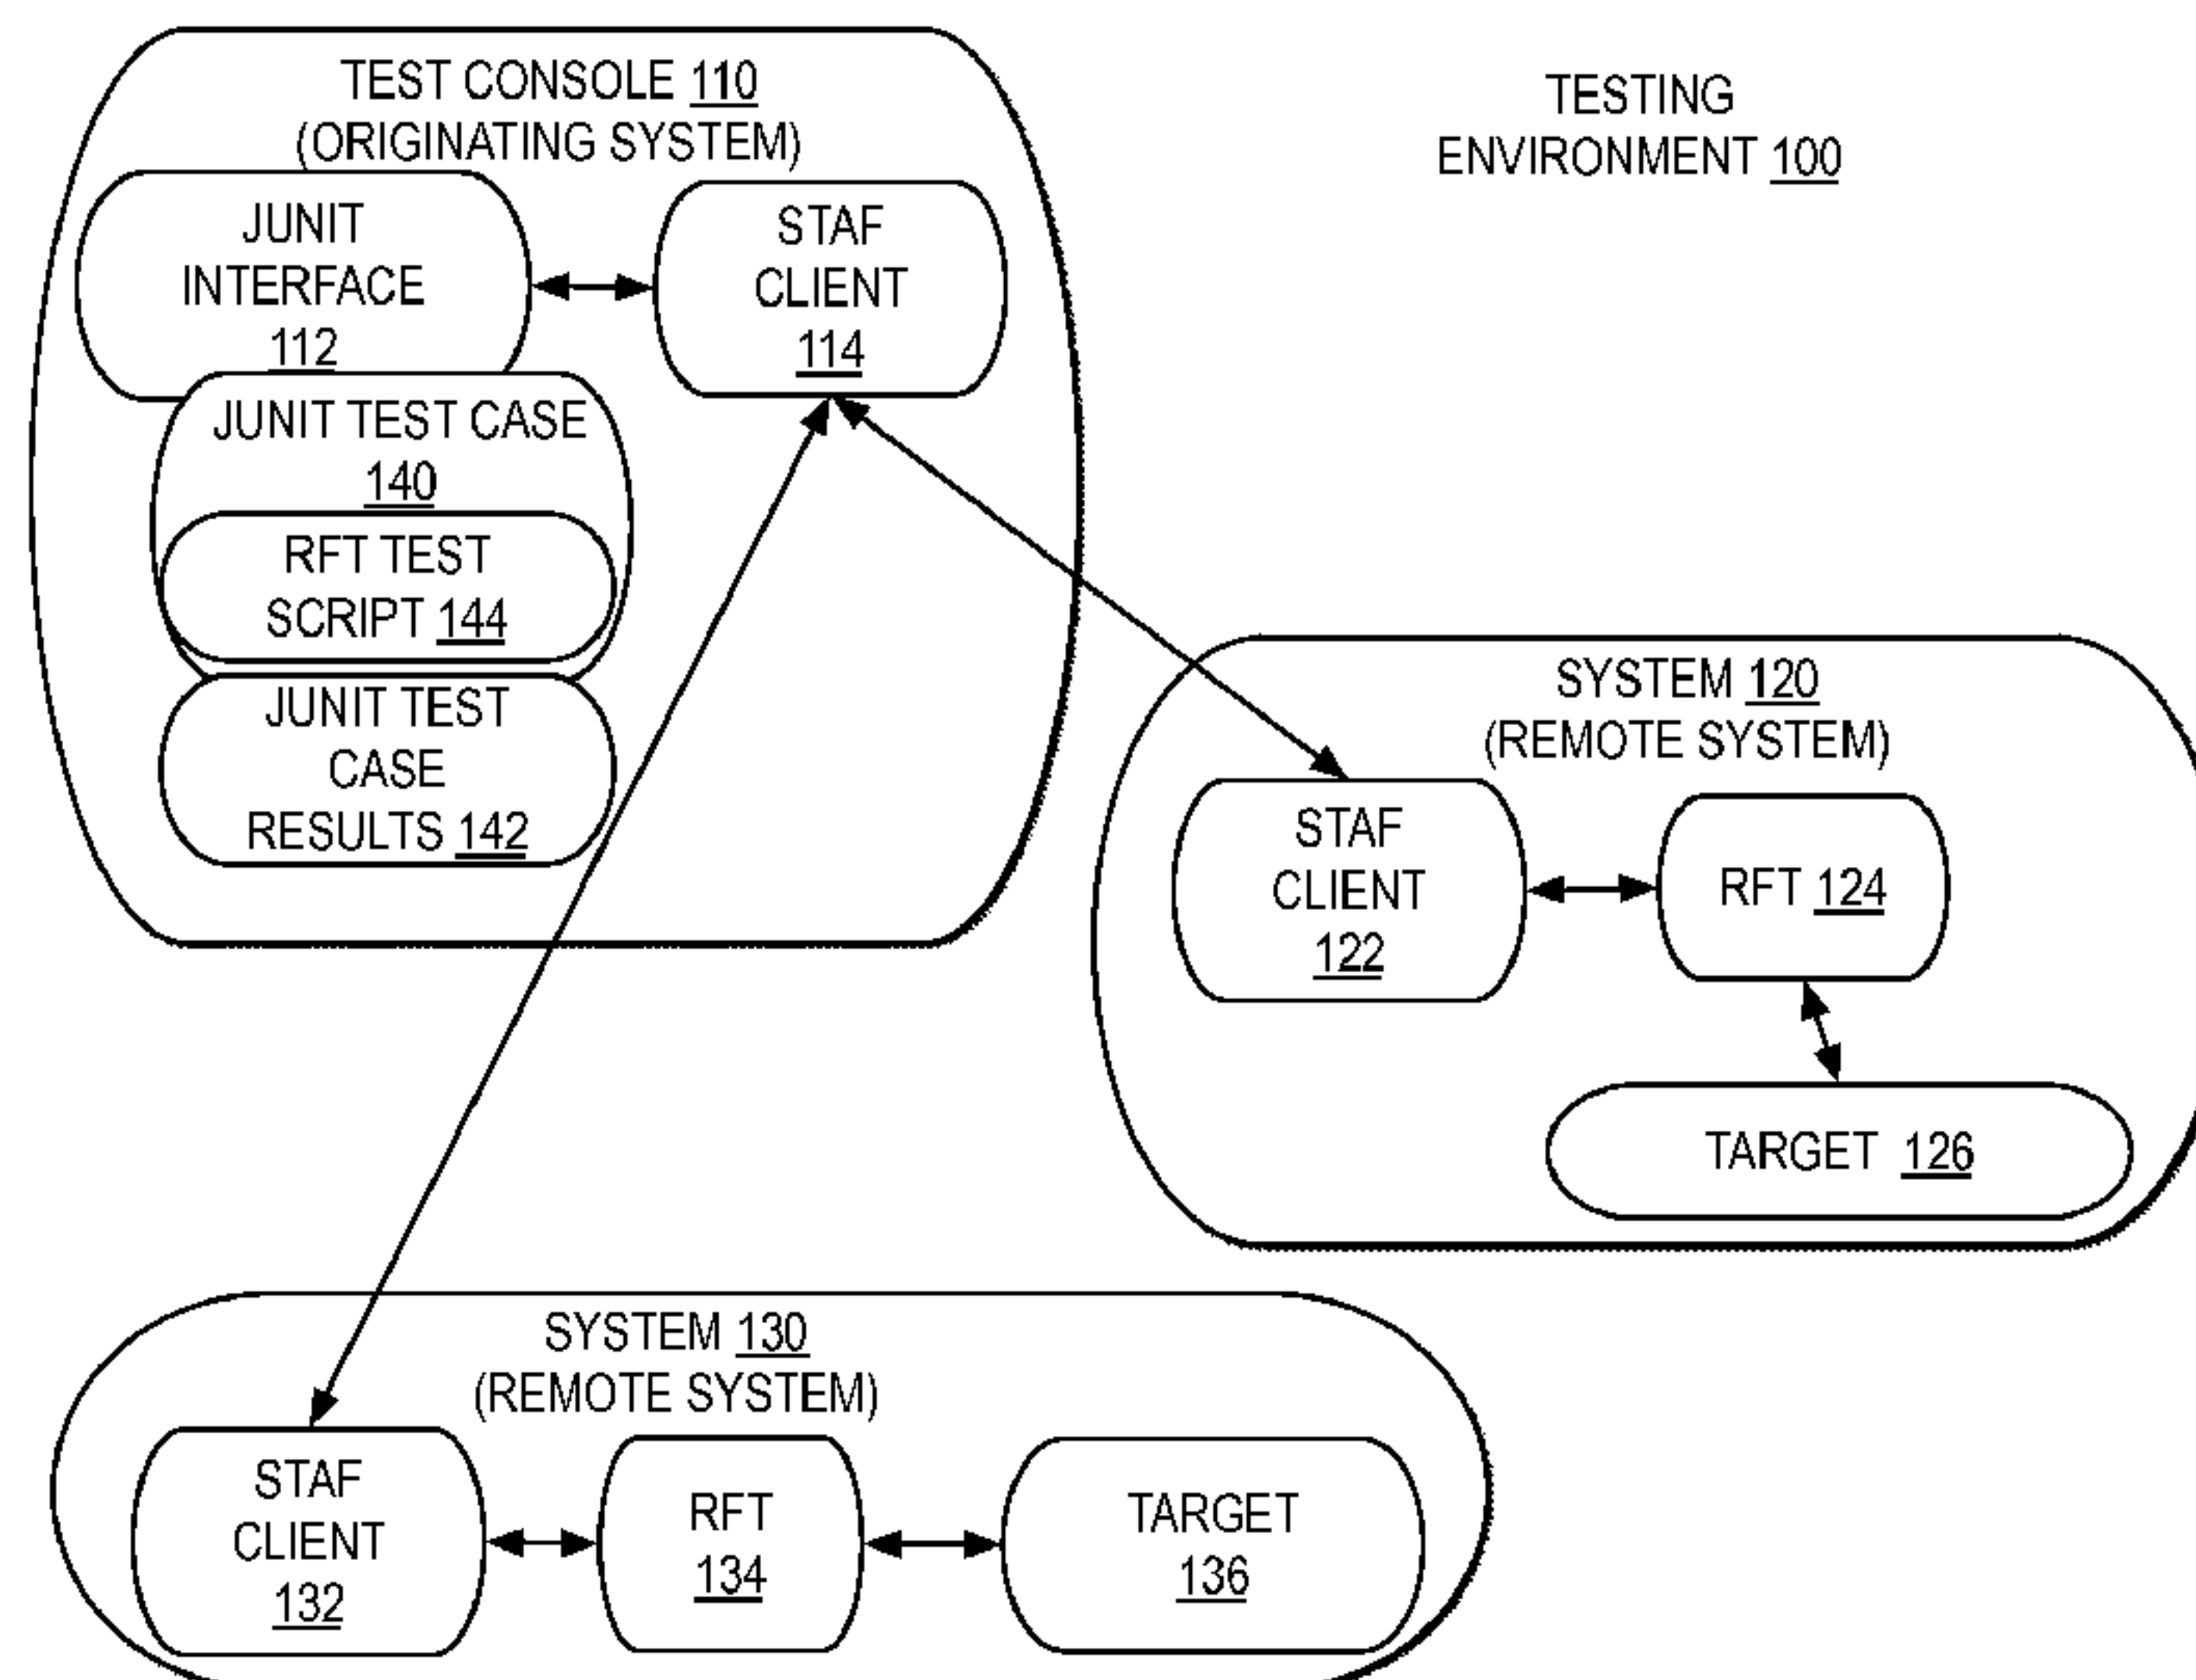 TEST CONSOLE 110
(ORIGINATING SYSTEM)
TESTING
ENVIRONMENT 100
JUNIT
INTERFACE
112
STAF
CLIENT
114
JUNIT TEST CASE
140
RFT TEST
SCRIPT 144
JUNIT TEST
CASE
RESULTS 142
SYSTEM 120
(REMOTE SYSTEM)
STAF
CLIENT
122
RFT 124
TARGET 126
SYSTEM 130
(REMOTE SYSTEM)
STAF
CLIENT
132
RFT
134
TARGET
136